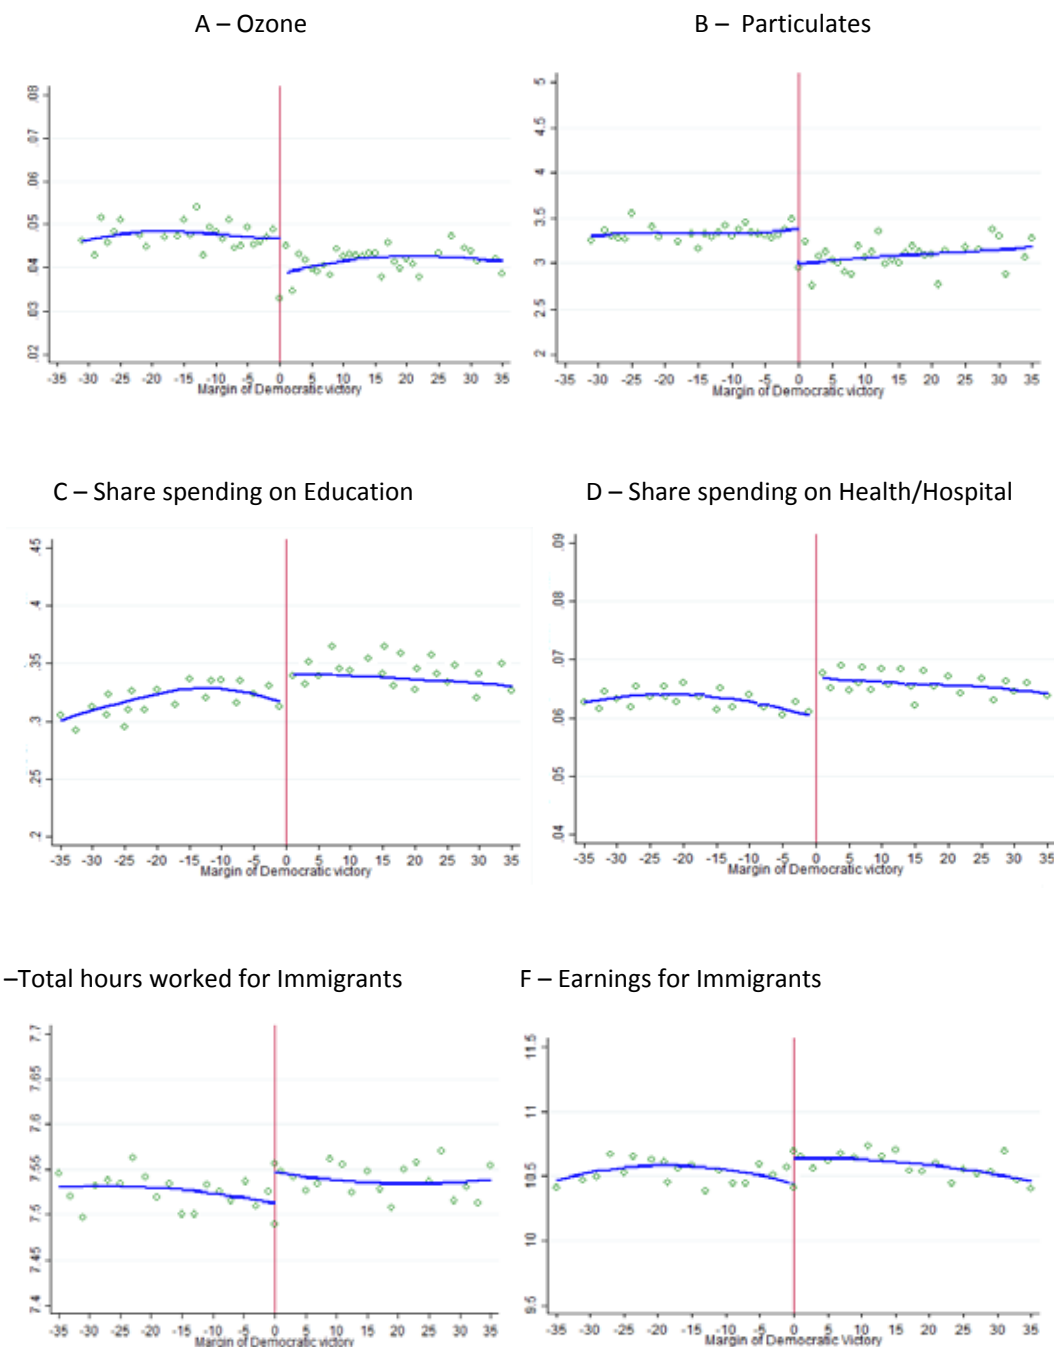 A – Ozone
B – Particulates
.08
.07
.06
.05
.04
.03
.02
-35 -30 -25 -20 -15 -10 -5 0 5 10 15 20 25 30 35
Margin of Democratic victory
5
4.5
4
3.5
3
2.5
2
-35 -30 -25 -20 -15 -10 -5 0 5 10 15 20 25 30 35
Margin of Democratic victory
C – Share spending on Education
D – Share spending on Health/Hospital
.45
.4
.35
.3
.25
.2
-35 -30 -25 -20 -15 -10 -5 0 5 10 15 20 25 30 35
Margin of Democratic victory
.09
.08
.07
.06
.05
.04
-35 -30 -25 -20 -15 -10 -5 0 5 10 15 20 25 30 35
Margin of Democratic victory
–Total hours worked for Immigrants
F – Earnings for Immigrants
7.7
7.65
7.6
7.55
7.5
7.45
7.4
-35 -30 -25 -20 -15 -10 -5 0 5 10 15 20 25 30 35
Margin of Democratic Victory
11.5
11
10.5
10
9.5
-35 -30 -25 -20 -15 -10 -5 0 5 10 15 20 25 30 35
Margin of Democratic Victory